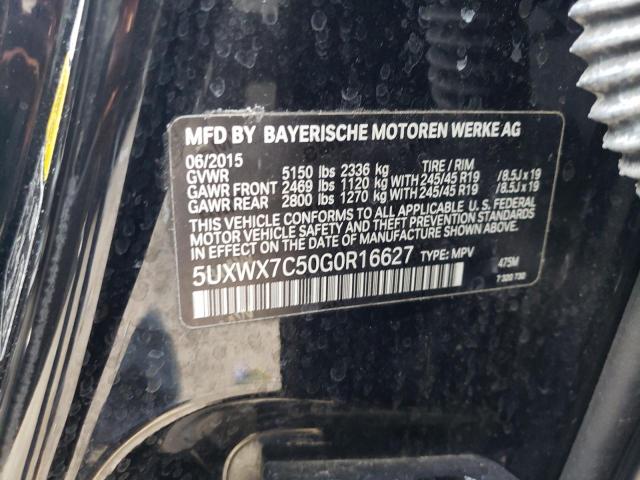 MFD BY BAYERISCHE MOTOREN WERKE AG
06/2015
GVWR 5150 lbs 2336 kg TIRE / RIM
GAWR FRONT 2469 lbs 1120 kg WITH 245/45 R19 / 8.5J x 19
GAWR REAR 2800 lbs 1270 kg WITH 245/45 R19 / 8.5J x 19
THIS VEHICLE CONFORMS TO ALL APPLICABLE U. S. FEDERAL
MOTOR VEHICLE SAFETY AND THEFT PREVENTION STANDARDS
IN EFFECT ON THE DATE OF MANUFACTURE SHOWN ABOVE.
5UXWX7C50G0R16627 TYPE: MPV 475M
7 320 730